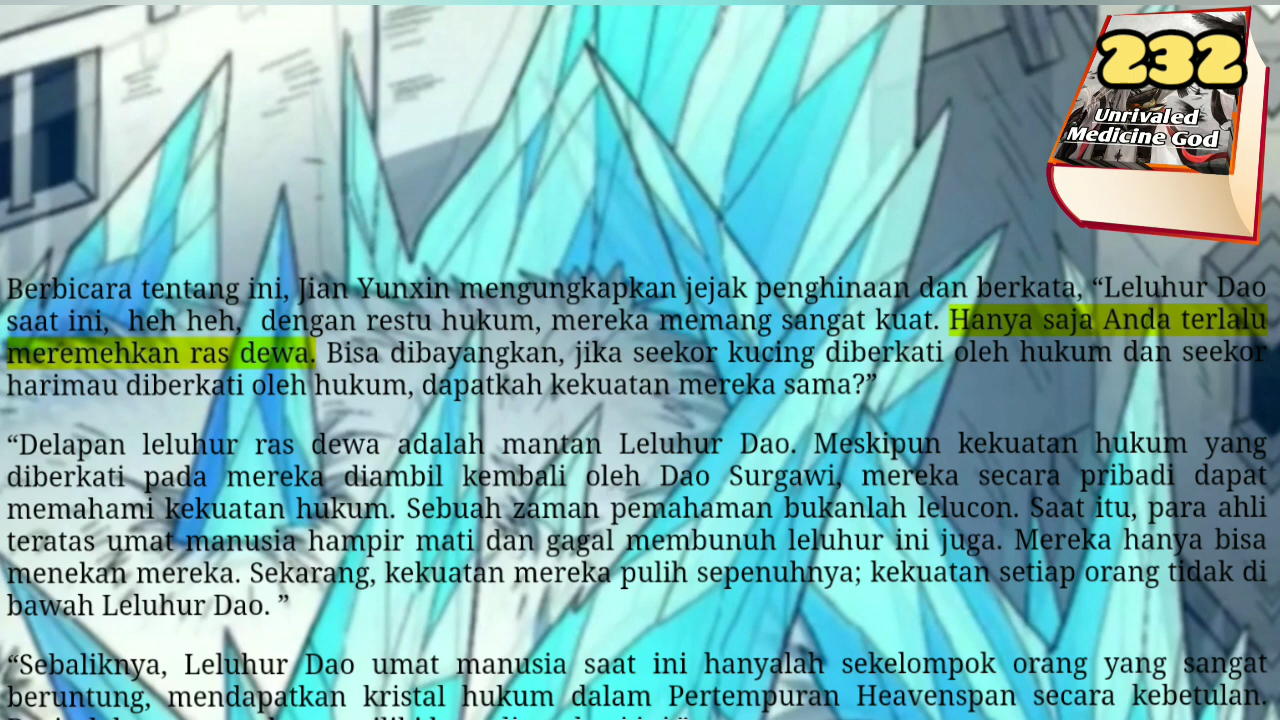 232
Unrivaled
Medicine God
Berbicara tentang ini, Jian Yunxin mengungkapkan jejak penghinaan dan berkata, “Leluhur Dao
saat ini, heh heh, dengan restu hukum, mereka memang sangat kuat. Hanya saja Anda terlalu
meremehkan ras dewa. Bisa dibayangkan, jika seekor kucing diberkati oleh hukum dan seekor
harimau diberkati oleh hukum, dapatkah kekuatan mereka sama?”
“Delapan leluhur ras dewa adalah mantan Leluhur Dao. Meskipun kekuatan hukum yang
diberkati pada mereka diambil kembali oleh Dao Surgawi, mereka secara pribadi dapat
memahami kekuatan hukum. Sebuah zaman pemahaman bukanlah lelucon. Saat itu, para ahli
teratas umat manusia hampir mati dan gagal membunuh leluhur ini juga. Mereka hanya bisa
menekan mereka. Sekarang, kekuatan mereka pulih sepenuhnya; kekuatan setiap orang tidak di
bawah Leluhur Dao. ”
“Sebaliknya, Leluhur Dao umat manusia saat ini hanyalah sekelompok orang yang sangat
beruntung, mendapatkan kristal hukum dalam Pertempuran Heavenspan secara kebetulan.